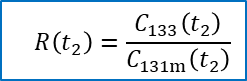 R(t₂) = C₁₃₃(t₂) / C₁₃₁ₘ(t₂)